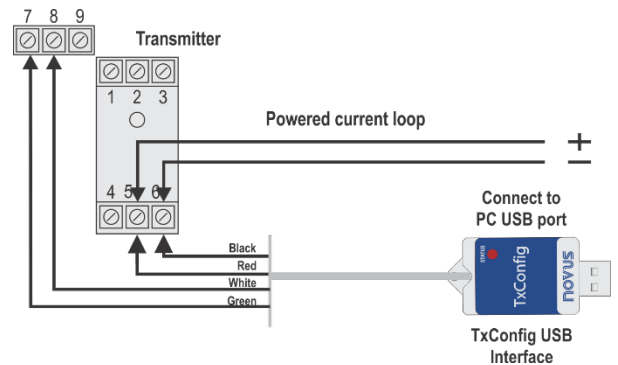 7 8 9
Transmitter
1 2 3
Powered current loop
+
−
4 5 6
Connect to
PC USB port
Black
Red
White
Green
STATUS
TxConfig
novus
TxConfig USB
Interface